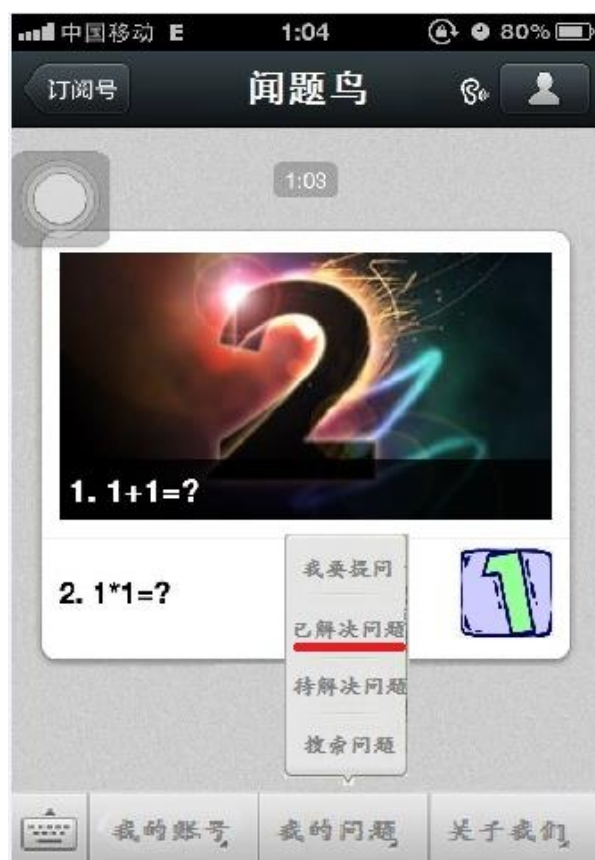 中国移动 E 1:04 80%
订阅号 闻题鸟
1:03
2
1. 1+1=?
2. 1*1=?
1
我要提问
已解决问题
待解决问题
搜索问题
我的账号 我的问题 关于我们